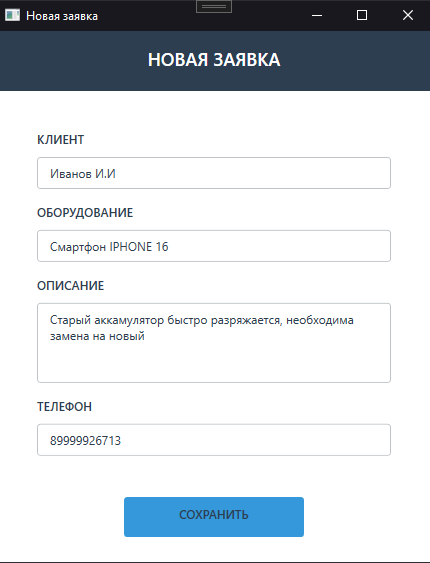 Новая заявка
НОВАЯ ЗАЯВКА
КЛИЕНТ
Иванов И.И
ОБОРУДОВАНИЕ
Смартфон IPHONE 16
ОПИСАНИЕ
Старый аккамулятор быстро разряжается, необходима
замена на новый
ТЕЛЕФОН
89999926713
СОХРАНИТЬ